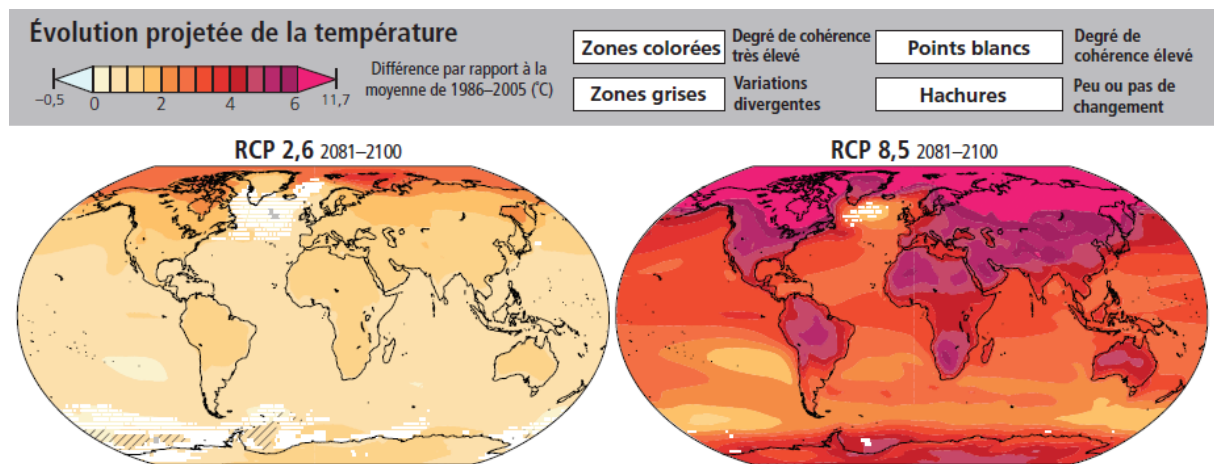 Évolution projetée de la température
−0,5 0 2 4 6 11,7
Différence par rapport à la
moyenne de 1986–2005 (˚C)
Zones colorées
Degré de cohérence
très élevé
Zones grises
Variations
divergentes
Points blancs
Degré de
cohérence élevé
Hachures
Peu ou pas de
changement
RCP 2,6 2081–2100
RCP 8,5 2081–2100